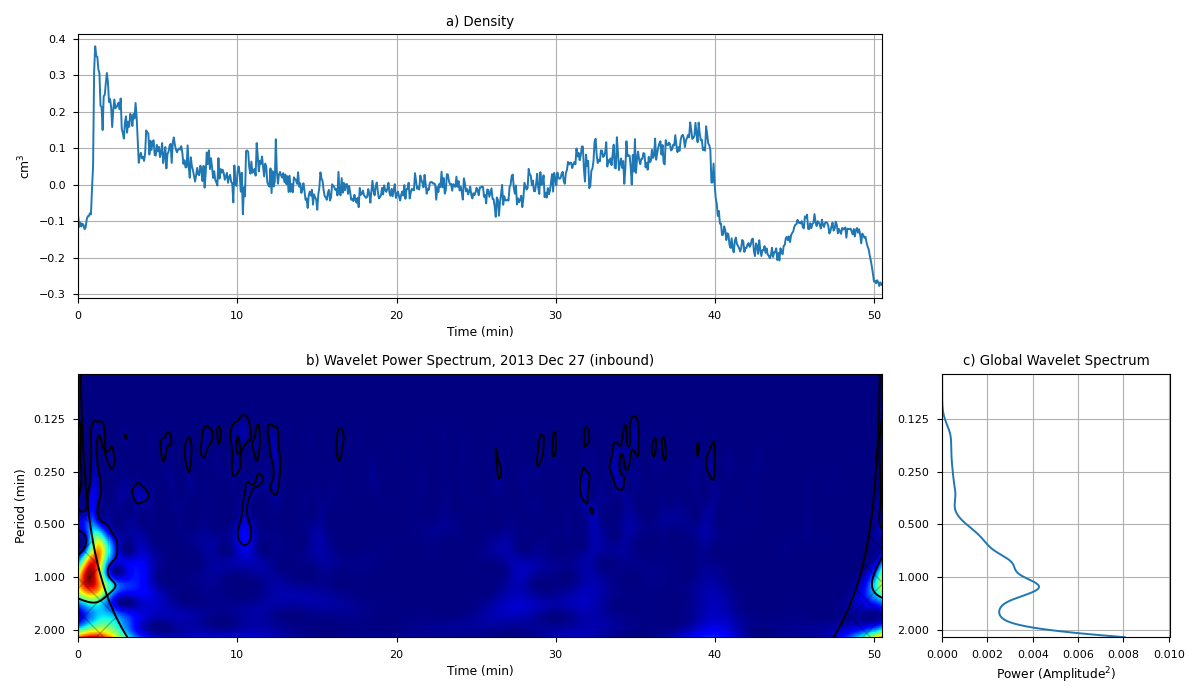 a) Density
0.4
0.3
0.2
0.1
0.0
−0.1
−0.2
−0.3
cm³
0 10 20 30 40 50
Time (min)
b) Wavelet Power Spectrum, 2013 Dec 27 (inbound)
0.125
0.250
0.500
1.000
2.000
Period (min)
0 10 20 30 40 50
Time (min)
c) Global Wavelet Spectrum
0.125
0.250
0.500
1.000
2.000
0.000 0.002 0.004 0.006 0.008 0.010
Power (Amplitude²)